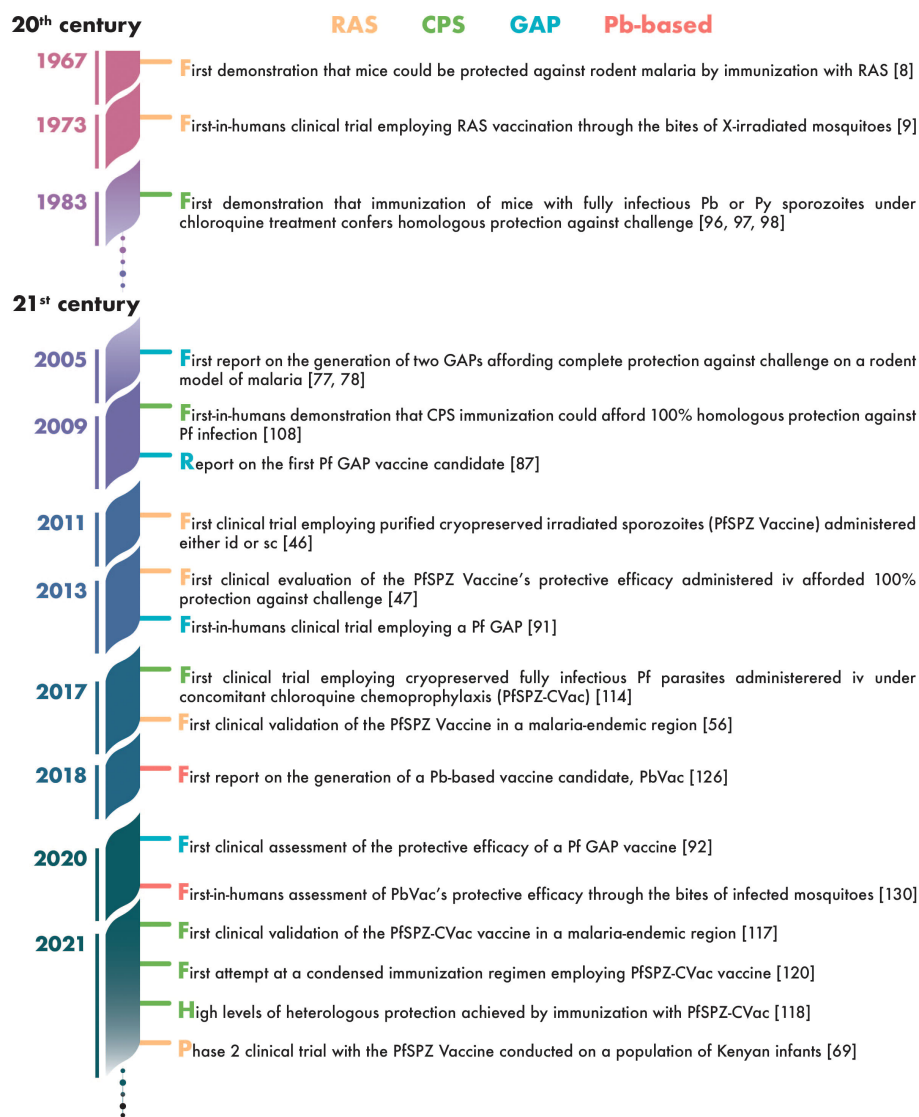 20th century
RAS CPS GAP Pb-based
1967
First demonstration that mice could be protected against rodent malaria by immunization with RAS [8]
1973
First-in-humans clinical trial employing RAS vaccination through the bites of X-irradiated mosquitoes [9]
1983
First demonstration that immunization of mice with fully infectious Pb or Py sporozoites under
chloroquine treatment confers homologous protection against challenge [96, 97, 98]
21st century
2005
First report on the generation of two GAPs affording complete protection against challenge on a rodent
model of malaria [77, 78]
2009
First-in-humans demonstration that CPS immunization could afford 100% homologous protection against
Pf infection [108]
Report on the first Pf GAP vaccine candidate [87]
2011
First clinical trial employing purified cryopreserved irradiated sporozoites (PfSPZ Vaccine) administered
either id or sc [46]
2013
First clinical evaluation of the PfSPZ Vaccine's protective efficacy administered iv afforded 100%
protection against challenge [47]
First-in-humans clinical trial employing a Pf GAP [91]
2017
First clinical trial employing cryopreserved fully infectious Pf parasites administerered iv under
concomitant chloroquine chemoprophylaxis (PfSPZ-CVac) [114]
First clinical validation of the PfSPZ Vaccine in a malaria-endemic region [56]
2018
First report on the generation of a Pb-based vaccine candidate, PbVac [126]
2020
First clinical assessment of the protective efficacy of a Pf GAP vaccine [92]
First-in-humans assessment of PbVac's protective efficacy through the bites of infected mosquitoes [130]
2021
First clinical validation of the PfSPZ-CVac vaccine in a malaria-endemic region [117]
First attempt at a condensed immunization regimen employing PfSPZ-CVac vaccine [120]
High levels of heterologous protection achieved by immunization with PfSPZ-CVac [118]
Phase 2 clinical trial with the PfSPZ Vaccine conducted on a population of Kenyan infants [69]